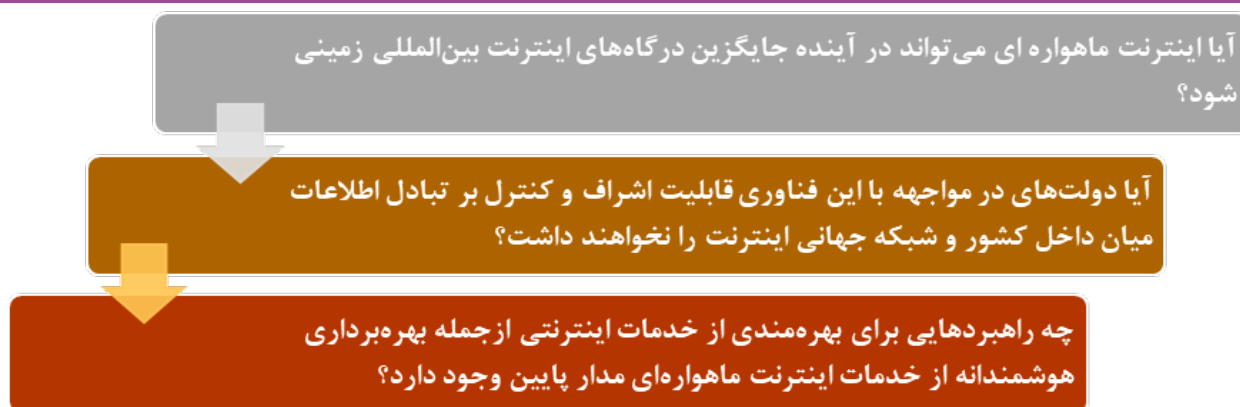 آیا اینترنت ماهواره ای می‌تواند در آینده جایگزین درگاه‌های اینترنت بین‌المللی زمینی
شود؟
آیا دولت‌های در مواجهه با این فناوری قابلیت اشراف و کنترل بر تبادل اطلاعات
میان داخل کشور و شبکه جهانی اینترنت را نخواهند داشت؟
چه راهبردهایی برای بهره‌مندی از خدمات اینترنتی ازجمله بهره‌برداری
هوشمندانه از خدمات اینترنت ماهواره‌ای مدار پایین وجود دارد؟